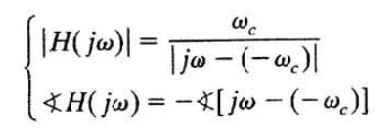 |H(jω)| = ω_c / |jω − (−ω_c)|
∢H(jω) = −∢[jω − (−ω_c)]